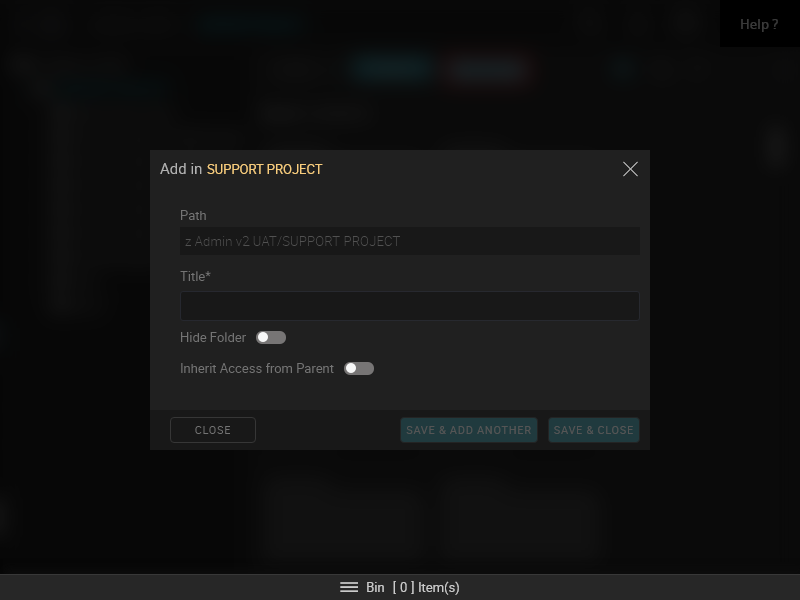 Help ?
Add in SUPPORT PROJECT
Path
z Admin v2 UAT/SUPPORT PROJECT
Title*
Hide Folder
Inherit Access from Parent
CLOSE
SAVE & ADD ANOTHER
SAVE & CLOSE
Bin [ 0 ] Item(s)